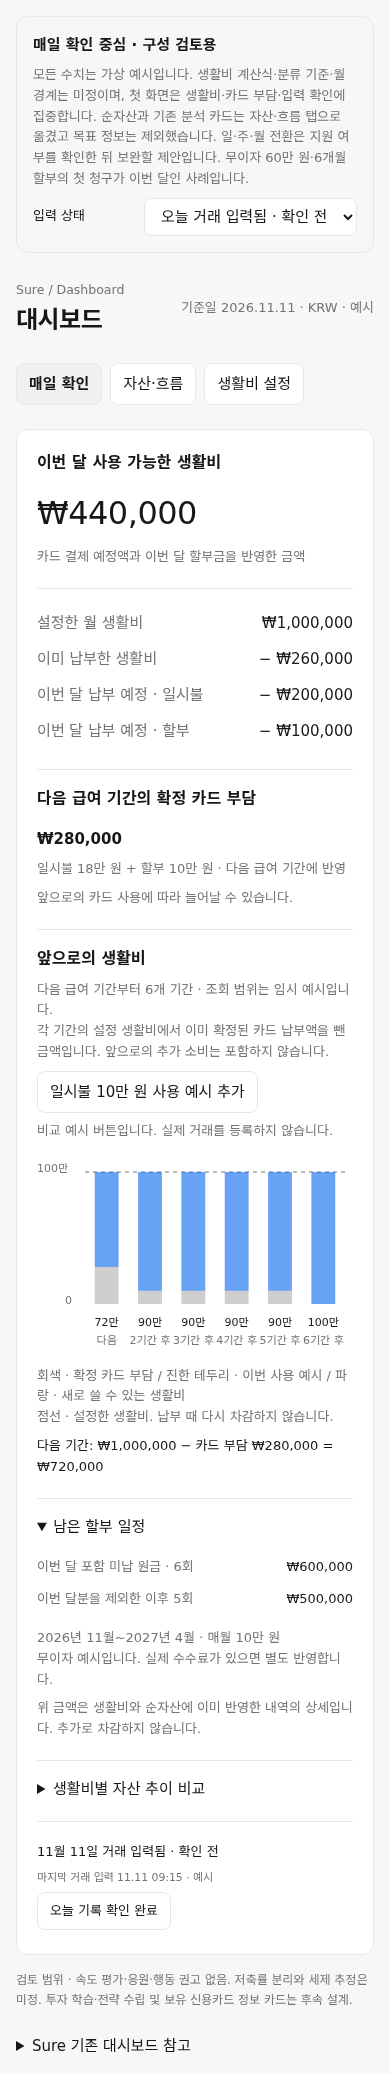 매일 확인 중심 · 구성 검토용
모든 수치는 가상 예시입니다. 생활비 계산식·분류 기준·월
경계는 미정이며, 첫 화면은 생활비·카드 부담·입력 확인에
집중합니다. 순자산과 기존 분석 카드는 자산·흐름 탭으로
옮겼고 목표 정보는 제외했습니다. 일·주·월 전환은 지원 여
부를 확인한 뒤 보완할 제안입니다. 무이자 60만 원·6개월
할부의 첫 청구가 이번 달인 사례입니다.
입력 상태
오늘 거래 입력됨 · 확인 전
Sure / Dashboard
대시보드
기준일 2026.11.11 · KRW · 예시
매일 확인
자산·흐름
생활비 설정
이번 달 사용 가능한 생활비
₩440,000
카드 결제 예정액과 이번 달 할부금을 반영한 금액
설정한 월 생활비 ₩1,000,000
이미 납부한 생활비 − ₩260,000
이번 달 납부 예정 · 일시불 − ₩200,000
이번 달 납부 예정 · 할부 − ₩100,000
다음 급여 기간의 확정 카드 부담
₩280,000
일시불 18만 원 + 할부 10만 원 · 다음 급여 기간에 반영
앞으로의 카드 사용에 따라 늘어날 수 있습니다.
앞으로의 생활비
다음 급여 기간부터 6개 기간 · 조회 범위는 임시 예시입니
다.
각 기간의 설정 생활비에서 이미 확정된 카드 납부액을 뺀
금액입니다. 앞으로의 추가 소비는 포함하지 않습니다.
일시불 10만 원 사용 예시 추가
비교 예시 버튼입니다. 실제 거래를 등록하지 않습니다.
100만
0
72만 90만 90만 90만 90만 100만
다음 2기간 후 3기간 후 4기간 후 5기간 후 6기간 후
회색 · 확정 카드 부담 / 진한 테두리 · 이번 사용 예시 / 파
랑 · 새로 쓸 수 있는 생활비
점선 · 설정한 생활비. 납부 때 다시 차감하지 않습니다.
다음 기간: ₩1,000,000 − 카드 부담 ₩280,000 =
₩720,000
▼ 남은 할부 일정
이번 달 포함 미납 원금 · 6회 ₩600,000
이번 달분을 제외한 이후 5회 ₩500,000
2026년 11월~2027년 4월 · 매월 10만 원
무이자 예시입니다. 실제 수수료가 있으면 별도 반영합니
다.
위 금액은 생활비와 순자산에 이미 반영한 내역의 상세입니
다. 추가로 차감하지 않습니다.
▶ 생활비별 자산 추이 비교
11월 11일 거래 입력됨 · 확인 전
마지막 거래 입력 11.11 09:15 · 예시
오늘 기록 확인 완료
검토 범위 · 속도 평가·응원·행동 권고 없음. 저축률 분리와 세제 추정은
미정. 투자 학습·전략 수립 및 보유 신용카드 정보 카드는 후속 설계.
▶ Sure 기존 대시보드 참고